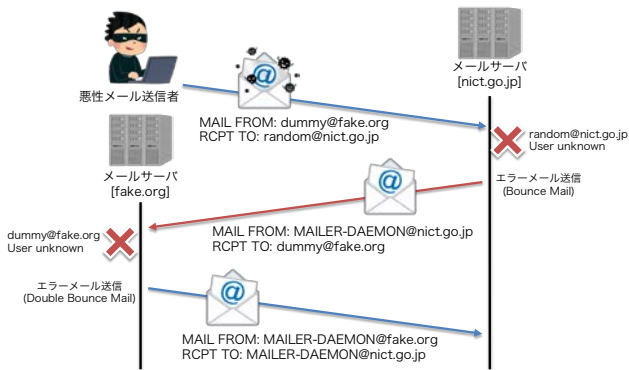 メールサーバ
[nict.go.jp]
悪性メール送信者
MAIL FROM: dummy@fake.org
RCPT TO: random@nict.go.jp
random@nict.go.jp
User unknown
メールサーバ
[fake.org]
エラーメール送信
(Bounce Mail)
MAIL FROM: MAILER-DAEMON@nict.go.jp
RCPT TO: dummy@fake.org
dummy@fake.org
User unknown
エラーメール送信
(Double Bounce Mail)
MAIL FROM: MAILER-DAEMON@fake.org
RCPT TO: MAILER-DAEMON@nict.go.jp